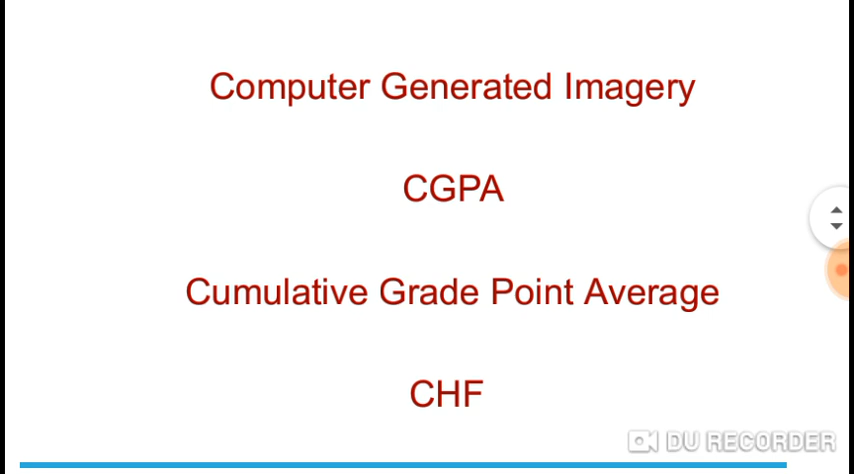 Computer Generated Imagery
CGPA
Cumulative Grade Point Average
CHF
DU RECORDER